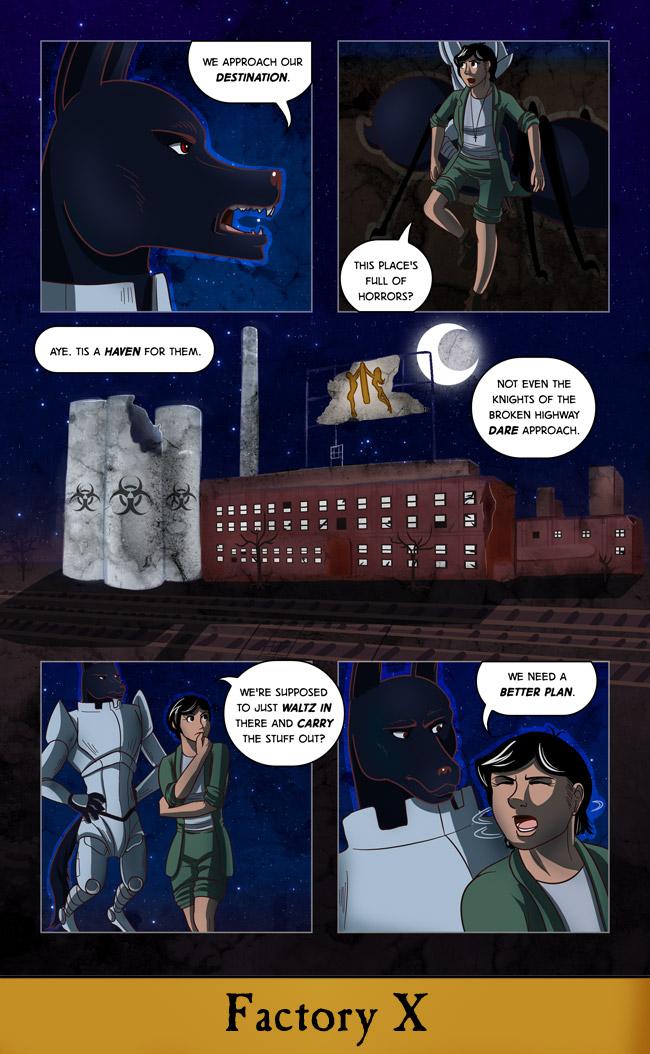 WE APPROACH OUR
DESTINATION.
THIS PLACE'S
FULL OF
HORRORS?
AYE. TIS A HAVEN FOR THEM.
NOT EVEN THE
KNIGHTS OF THE
BROKEN HIGHWAY
DARE APPROACH.
WE'RE SUPPOSED
TO JUST WALTZ IN
THERE AND CARRY
THE STUFF OUT?
WE NEED A
BETTER PLAN.
Factory X